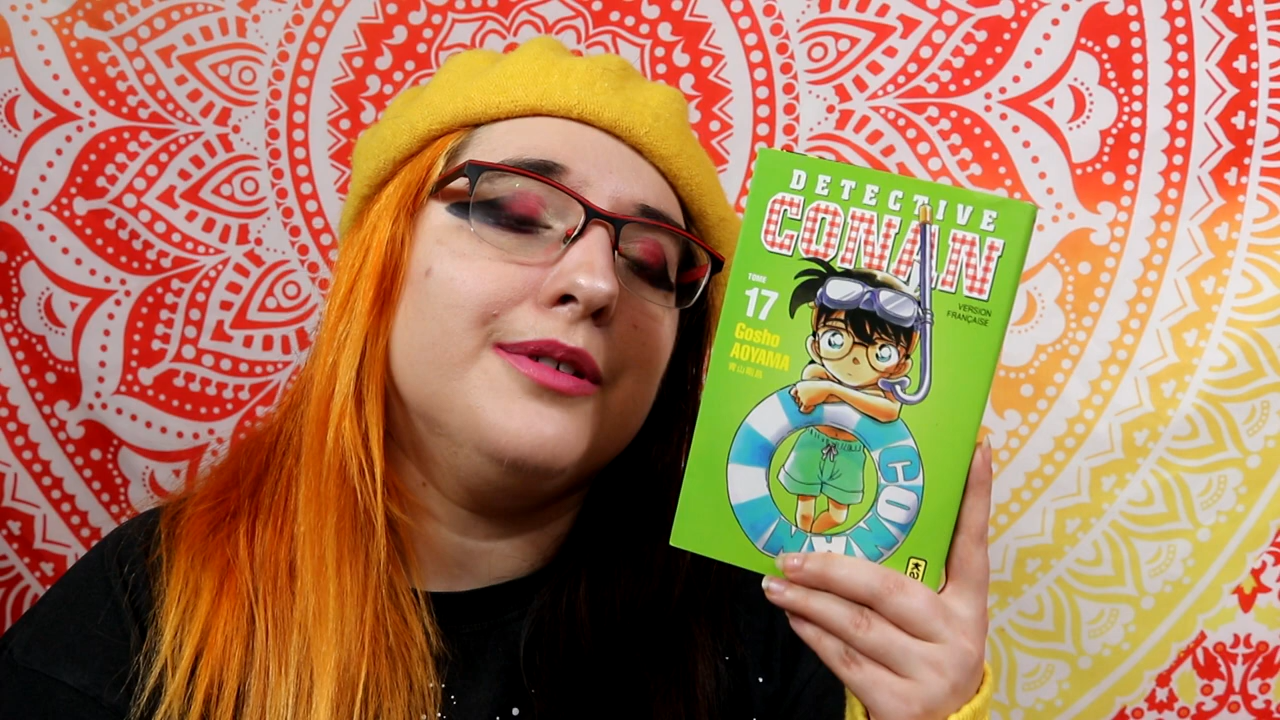 DETECTIVE
CONAN
TOME
17
VERSION
FRANÇAISE
Gosho
AOYAMA
青山剛昌
CONAN